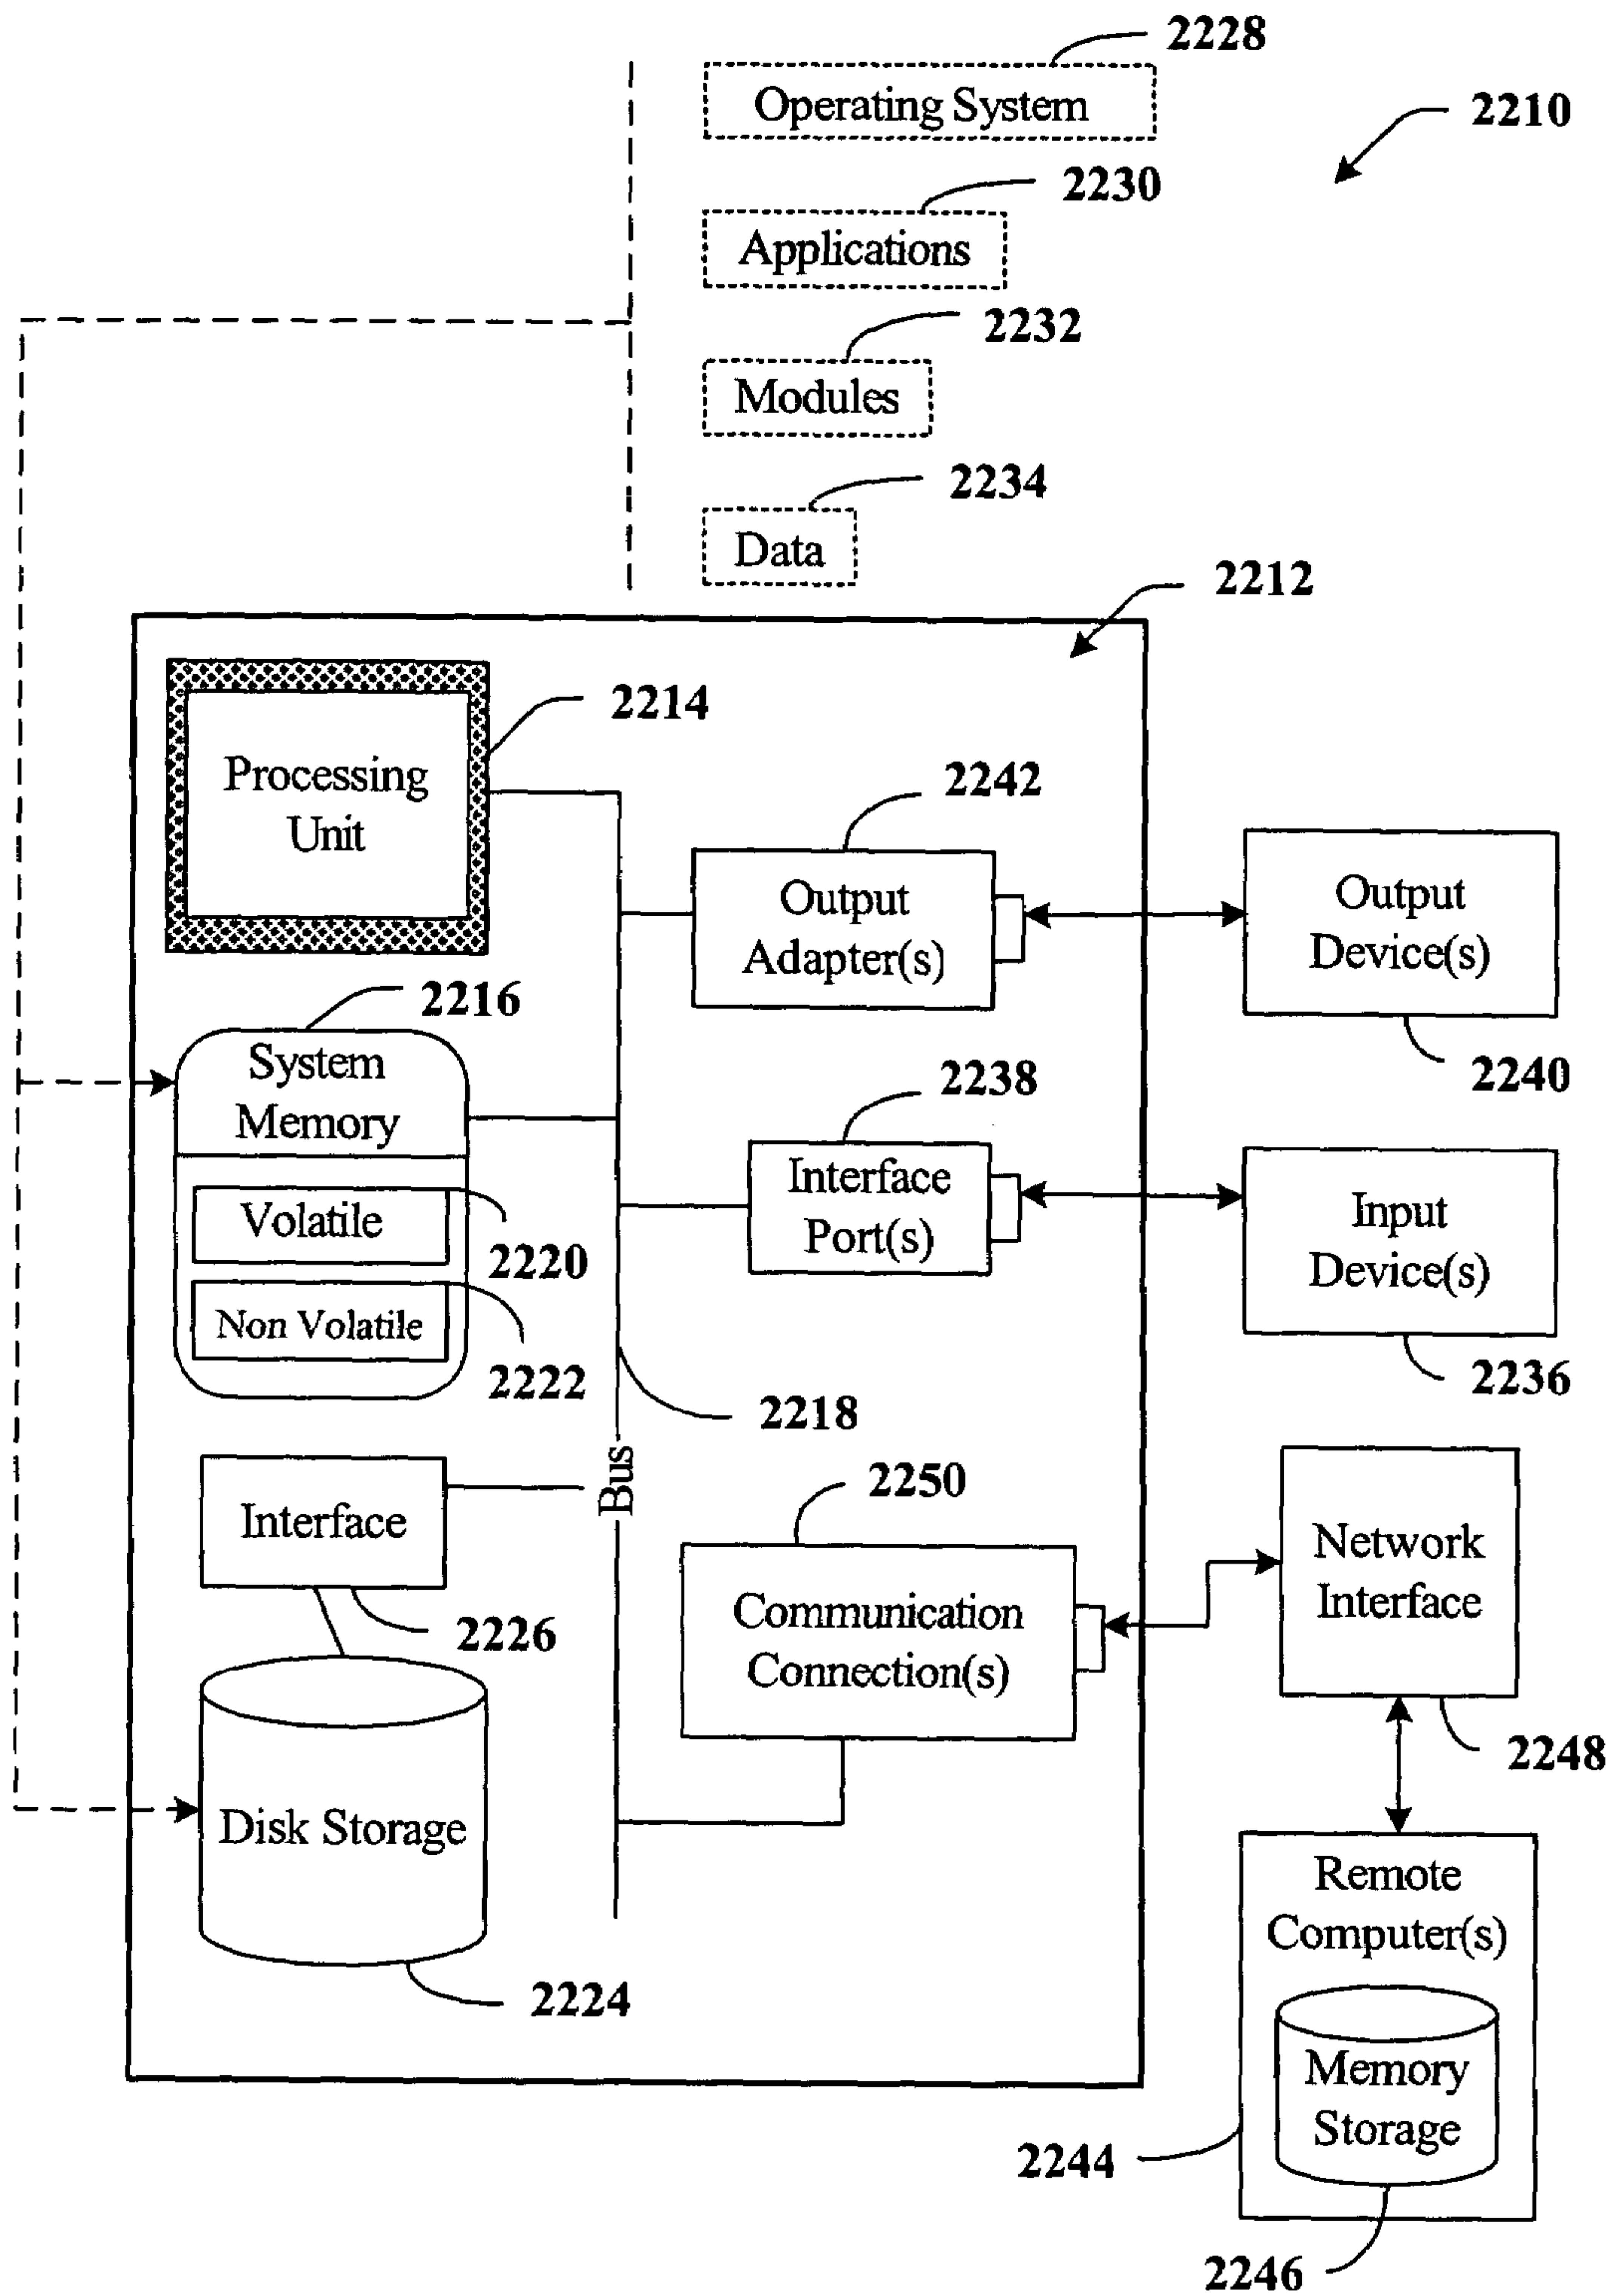 2228
Operating System
2210
2230
Applications
2232
Modules
2234
Data
2212
2214
Processing
Unit
2242
Output
Adapter(s)
Output
Device(s)
2240
2216
System
Memory
2238
Interface
Port(s)
Volatile
2220
Input
Device(s)
2236
Non Volatile
2222
2218
Bus
Interface
2226
2250
Communication
Connection(s)
Network
Interface
2248
Disk Storage
2224
Remote
Computer(s)
Memory
Storage
2244
2246